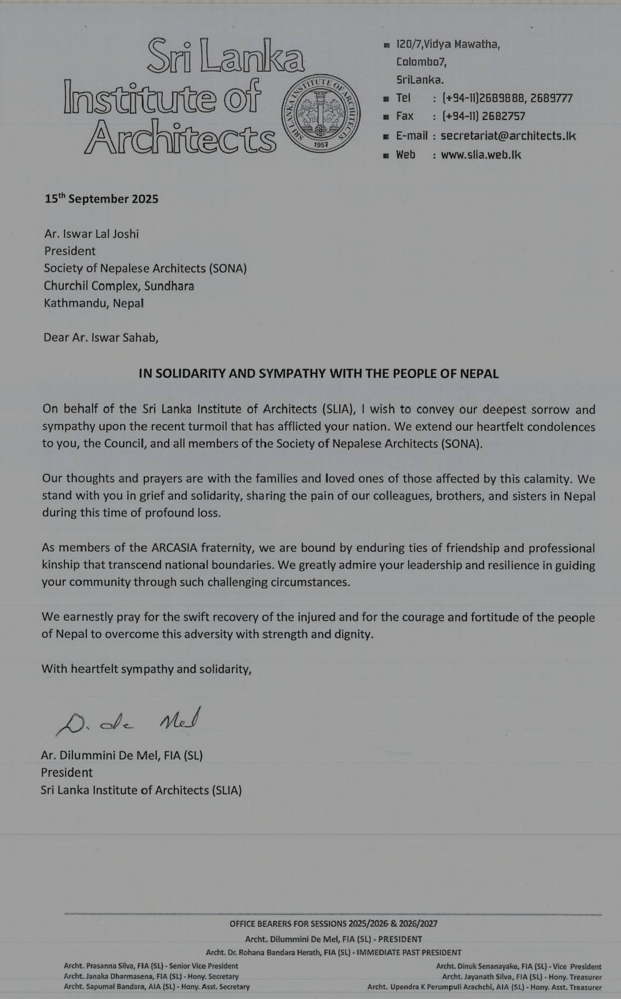 Sri Lanka
Institute of
Architects
SRI LANKA INSTITUTE OF ARCHITECTS
1957
120/7,Vidya Mawatha,
Colombo7,
SriLanka.
Tel : (+94-11)2689888, 2689777
Fax : (+94-11) 2682757
E-mail : secretariat@architects.lk
Web : www.slia.web.lk
15th September 2025
Ar. Iswar Lal Joshi
President
Society of Nepalese Architects (SONA)
Churchil Complex, Sundhara
Kathmandu, Nepal
Dear Ar. Iswar Sahab,
IN SOLIDARITY AND SYMPATHY WITH THE PEOPLE OF NEPAL
On behalf of the Sri Lanka Institute of Architects (SLIA), I wish to convey our deepest sorrow and
sympathy upon the recent turmoil that has afflicted your nation. We extend our heartfelt condolences
to you, the Council, and all members of the Society of Nepalese Architects (SONA).
Our thoughts and prayers are with the families and loved ones of those affected by this calamity. We
stand with you in grief and solidarity, sharing the pain of our colleagues, brothers, and sisters in Nepal
during this time of profound loss.
As members of the ARCASIA fraternity, we are bound by enduring ties of friendship and professional
kinship that transcend national boundaries. We greatly admire your leadership and resilience in guiding
your community through such challenging circumstances.
We earnestly pray for the swift recovery of the injured and for the courage and fortitude of the people
of Nepal to overcome this adversity with strength and dignity.
With heartfelt sympathy and solidarity,
D. de Mel
Ar. Dilummini De Mel, FIA (SL)
President
Sri Lanka Institute of Architects (SLIA)
OFFICE BEARERS FOR SESSIONS 2025/2026 & 2026/2027
Archt. Dilummini De Mel, FIA (SL) - PRESIDENT
Archt. Dr. Rohana Bandara Herath, FIA (SL) - IMMEDIATE PAST PRESIDENT
Archt. Prasanna Silva, FIA (SL) - Senior Vice President
Archt. Dinuk Senanayake, FIA (SL) - Vice President
Archt. Janaka Dharmasena, FIA (SL) - Hony. Secretary
Archt. Jayanath Silva, FIA (SL) - Hony. Treasurer
Archt. Sapumal Bandara, AIA (SL) - Hony. Asst. Secretary
Archt. Upendra K Perumpuli Arachchi, AIA (SL) - Hony. Asst. Treasurer